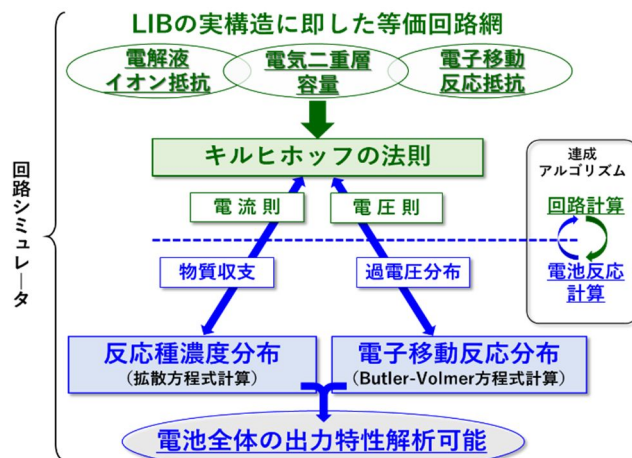 LIBの実構造に即した等価回路網
電解液
イオン抵抗
電気二重層
容量
電子移動
反応抵抗
キルヒホッフの法則
電流則
電圧則
物質収支
過電圧分布
反応種濃度分布
（拡散方程式計算）
電子移動反応分布
（Butler-Volmer方程式計算）
電池全体の出力特性解析可能
回路シミュレータ
連成
アルゴリズム
回路計算
電池反応
計算